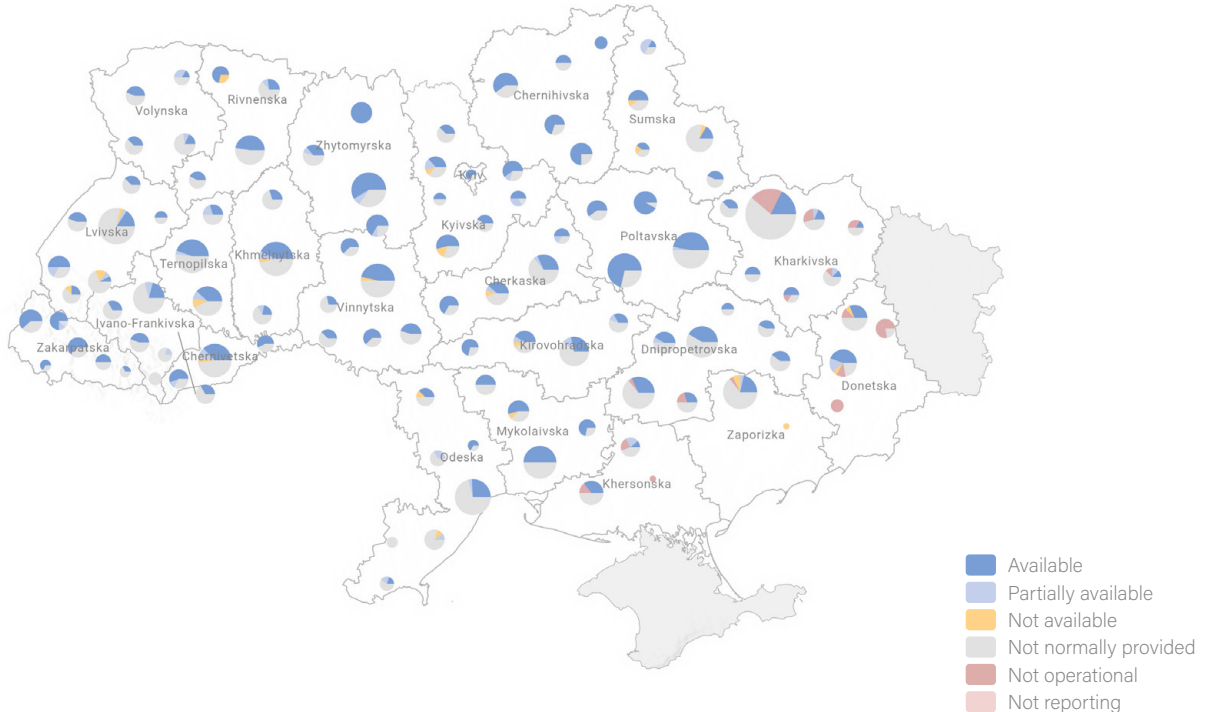 Chernihivska
Rivnenska
Volynska
Sumska
Zhytomyrska
Kyiv
Kyivska
Lvivska
Poltavska
Khmelnytska
Ternopilska
Kharkivska
Cherkaska
Vinnytska
Ivano-Frankivska
Kirovohradska
Zakarpatska
Chernivetska
Dnipropetrovska
Donetska
Mykolaivska
Zaporizka
Odeska
Khersonska
Available
Partially available
Not available
Not normally provided
Not operational
Not reporting